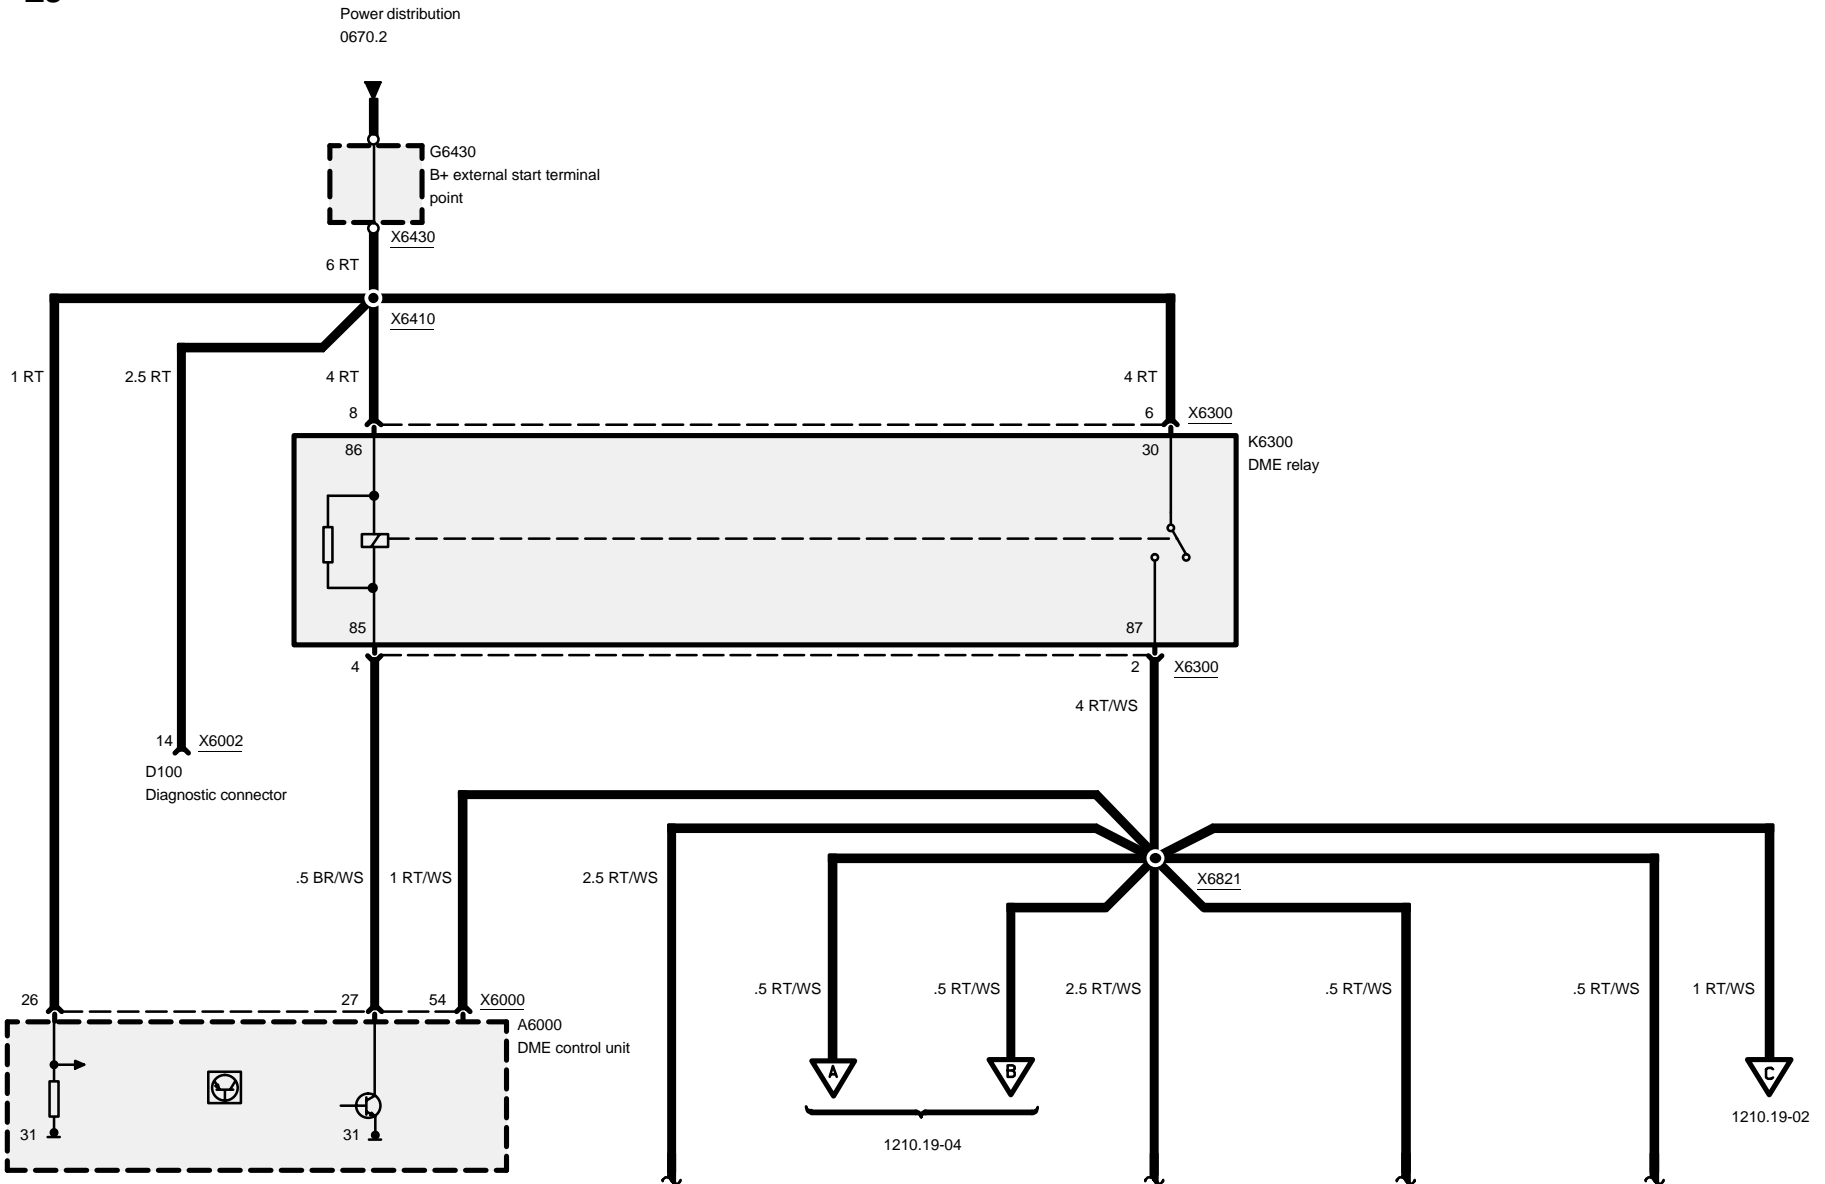 Power distribution
0670.2
G6430
B+ external start terminal
point
X6430
6 RT
X6410
1 RT
2.5 RT
4 RT
4 RT
8
6
X6300
K6300
DME relay
86
30
85
87
4
2
X6300
4 RT/WS
14
X6002
D100
Diagnostic connector
.5 BR/WS
1 RT/WS
2.5 RT/WS
X6821
.5 RT/WS
.5 RT/WS
2.5 RT/WS
.5 RT/WS
.5 RT/WS
1 RT/WS
26
27
54
X6000
A6000
DME control unit
A
B
C
31
31
1210.19-04
1210.19-02